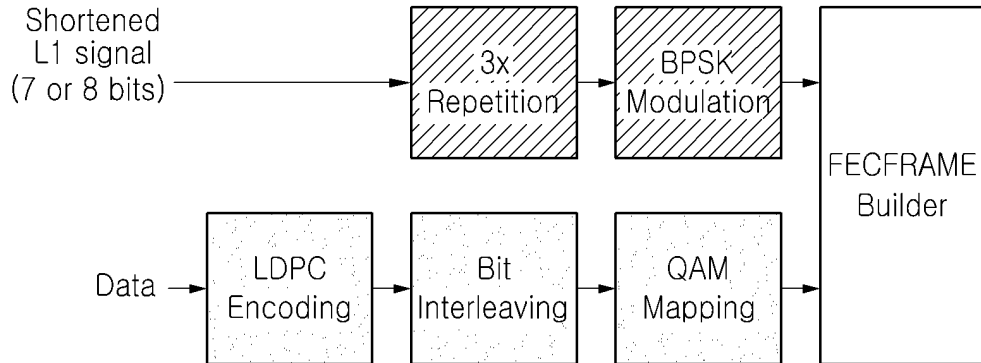 Shortened
L1 signal
(7 or 8 bits)
3x
Repetition
BPSK
Modulation
FECFRAME
Builder
Data
LDPC
Encoding
Bit
Interleaving
QAM
Mapping